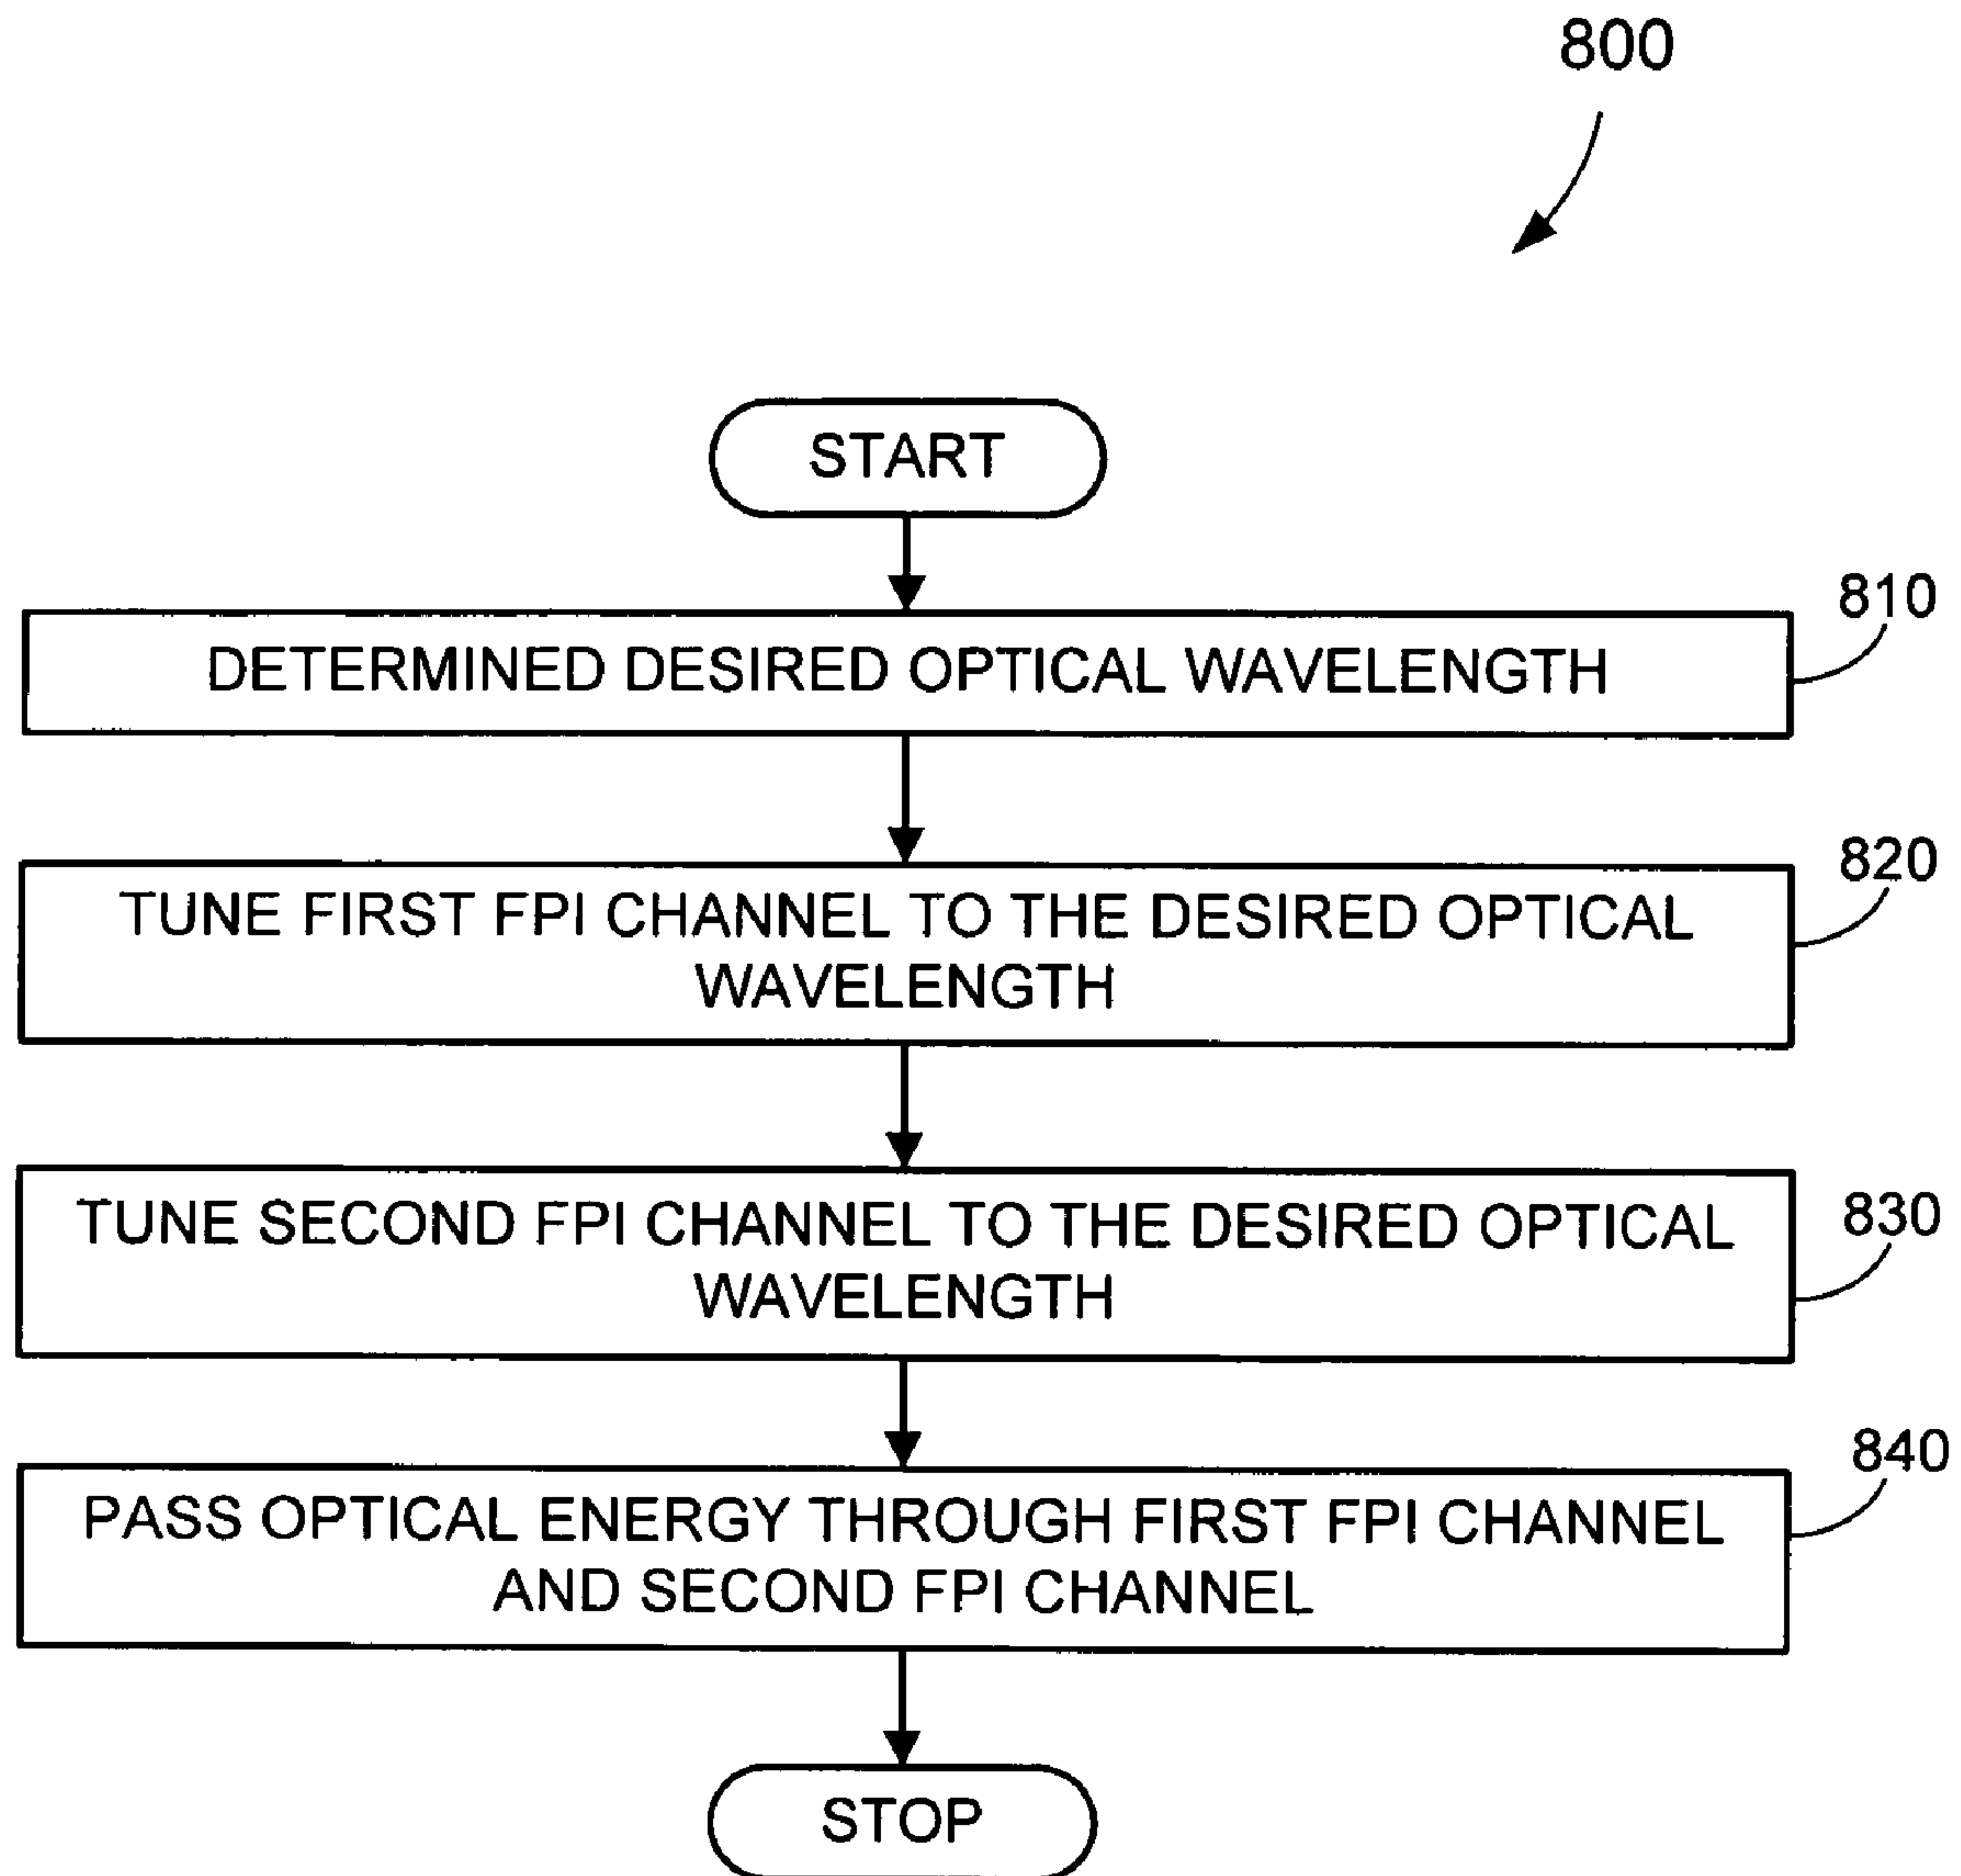 800
START
810
DETERMINED DESIRED OPTICAL WAVELENGTH
820
TUNE FIRST FPI CHANNEL TO THE DESIRED OPTICAL
WAVELENGTH
830
TUNE SECOND FPI CHANNEL TO THE DESIRED OPTICAL
WAVELENGTH
840
PASS OPTICAL ENERGY THROUGH FIRST FPI CHANNEL
AND SECOND FPI CHANNEL
STOP